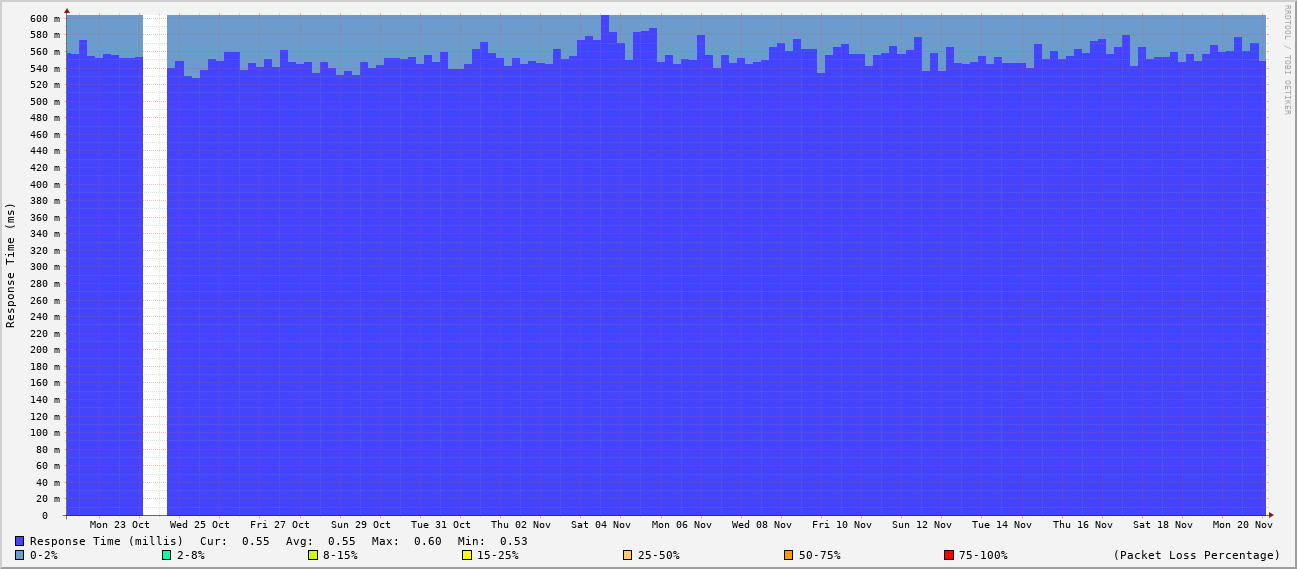 600 m
580 m
560 m
540 m
520 m
500 m
480 m
460 m
440 m
420 m
400 m
380 m
360 m
340 m
320 m
300 m
280 m
260 m
240 m
220 m
200 m
180 m
160 m
140 m
120 m
100 m
80 m
60 m
40 m
20 m
0
Response Time (ms)
RRDTOOL / TOBI OETIKER
Mon 23 Oct Wed 25 Oct Fri 27 Oct Sun 29 Oct Tue 31 Oct Thu 02 Nov Sat 04 Nov Mon 06 Nov Wed 08 Nov Fri 10 Nov Sun 12 Nov Tue 14 Nov Thu 16 Nov Sat 18 Nov Mon 20 Nov
Response Time (millis) Cur: 0.55 Avg: 0.55 Max: 0.60 Min: 0.53
0-2% 2-8% 8-15% 15-25% 25-50% 50-75% 75-100% (Packet Loss Percentage)